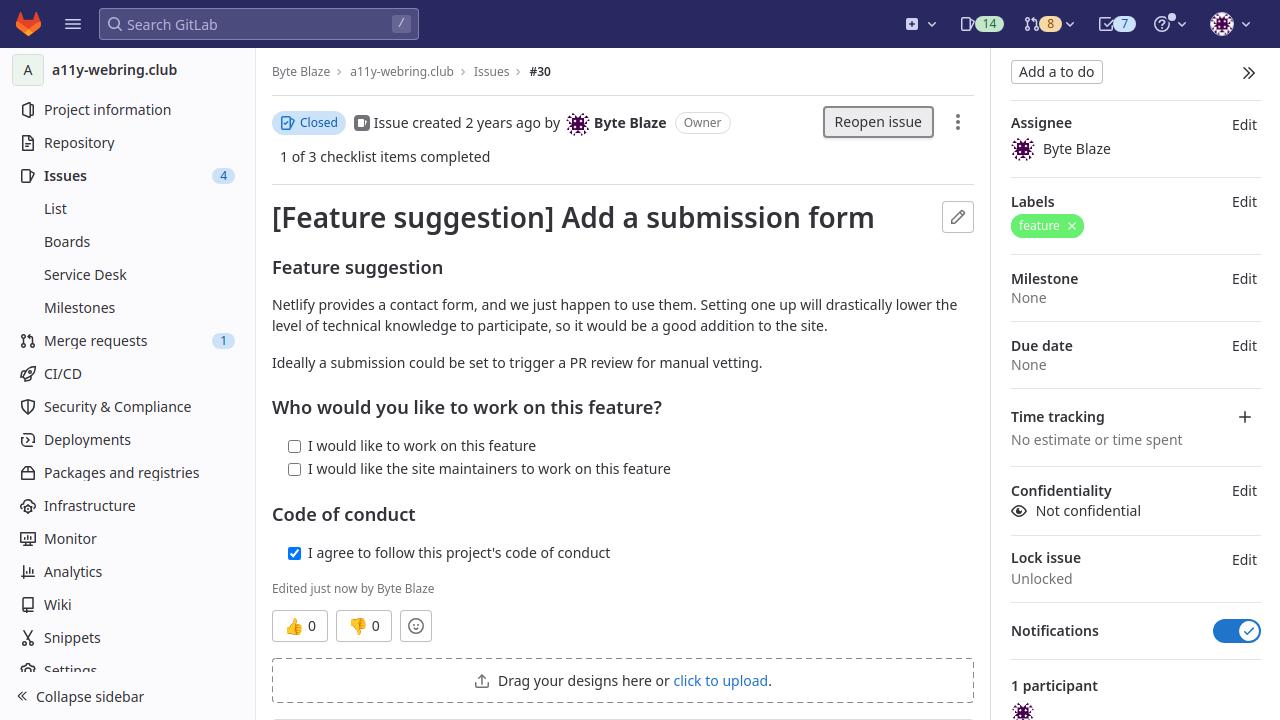 Search GitLab
/
14
8
7
A
a11y-webring.club
Project information
Repository
Issues
4
List
Boards
Service Desk
Milestones
Merge requests
1
CI/CD
Security & Compliance
Deployments
Packages and registries
Infrastructure
Monitor
Analytics
Wiki
Snippets
Settings
Collapse sidebar
Byte Blaze
a11y-webring.club
Issues
#30
Closed
Issue created 2 years ago by
Byte Blaze
Owner
Reopen issue
1 of 3 checklist items completed
[Feature suggestion] Add a submission form
Feature suggestion
Netlify provides a contact form, and we just happen to use them. Setting one up will drastically lower the
level of technical knowledge to participate, so it would be a good addition to the site.
Ideally a submission could be set to trigger a PR review for manual vetting.
Who would you like to work on this feature?
I would like to work on this feature
I would like the site maintainers to work on this feature
Code of conduct
I agree to follow this project's code of conduct
Edited just now by Byte Blaze
0
0
Drag your designs here or click to upload.
Add a to do
Assignee
Edit
Byte Blaze
Labels
Edit
feature
Milestone
Edit
None
Due date
Edit
None
Time tracking
No estimate or time spent
Confidentiality
Edit
Not confidential
Lock issue
Edit
Unlocked
Notifications
1 participant